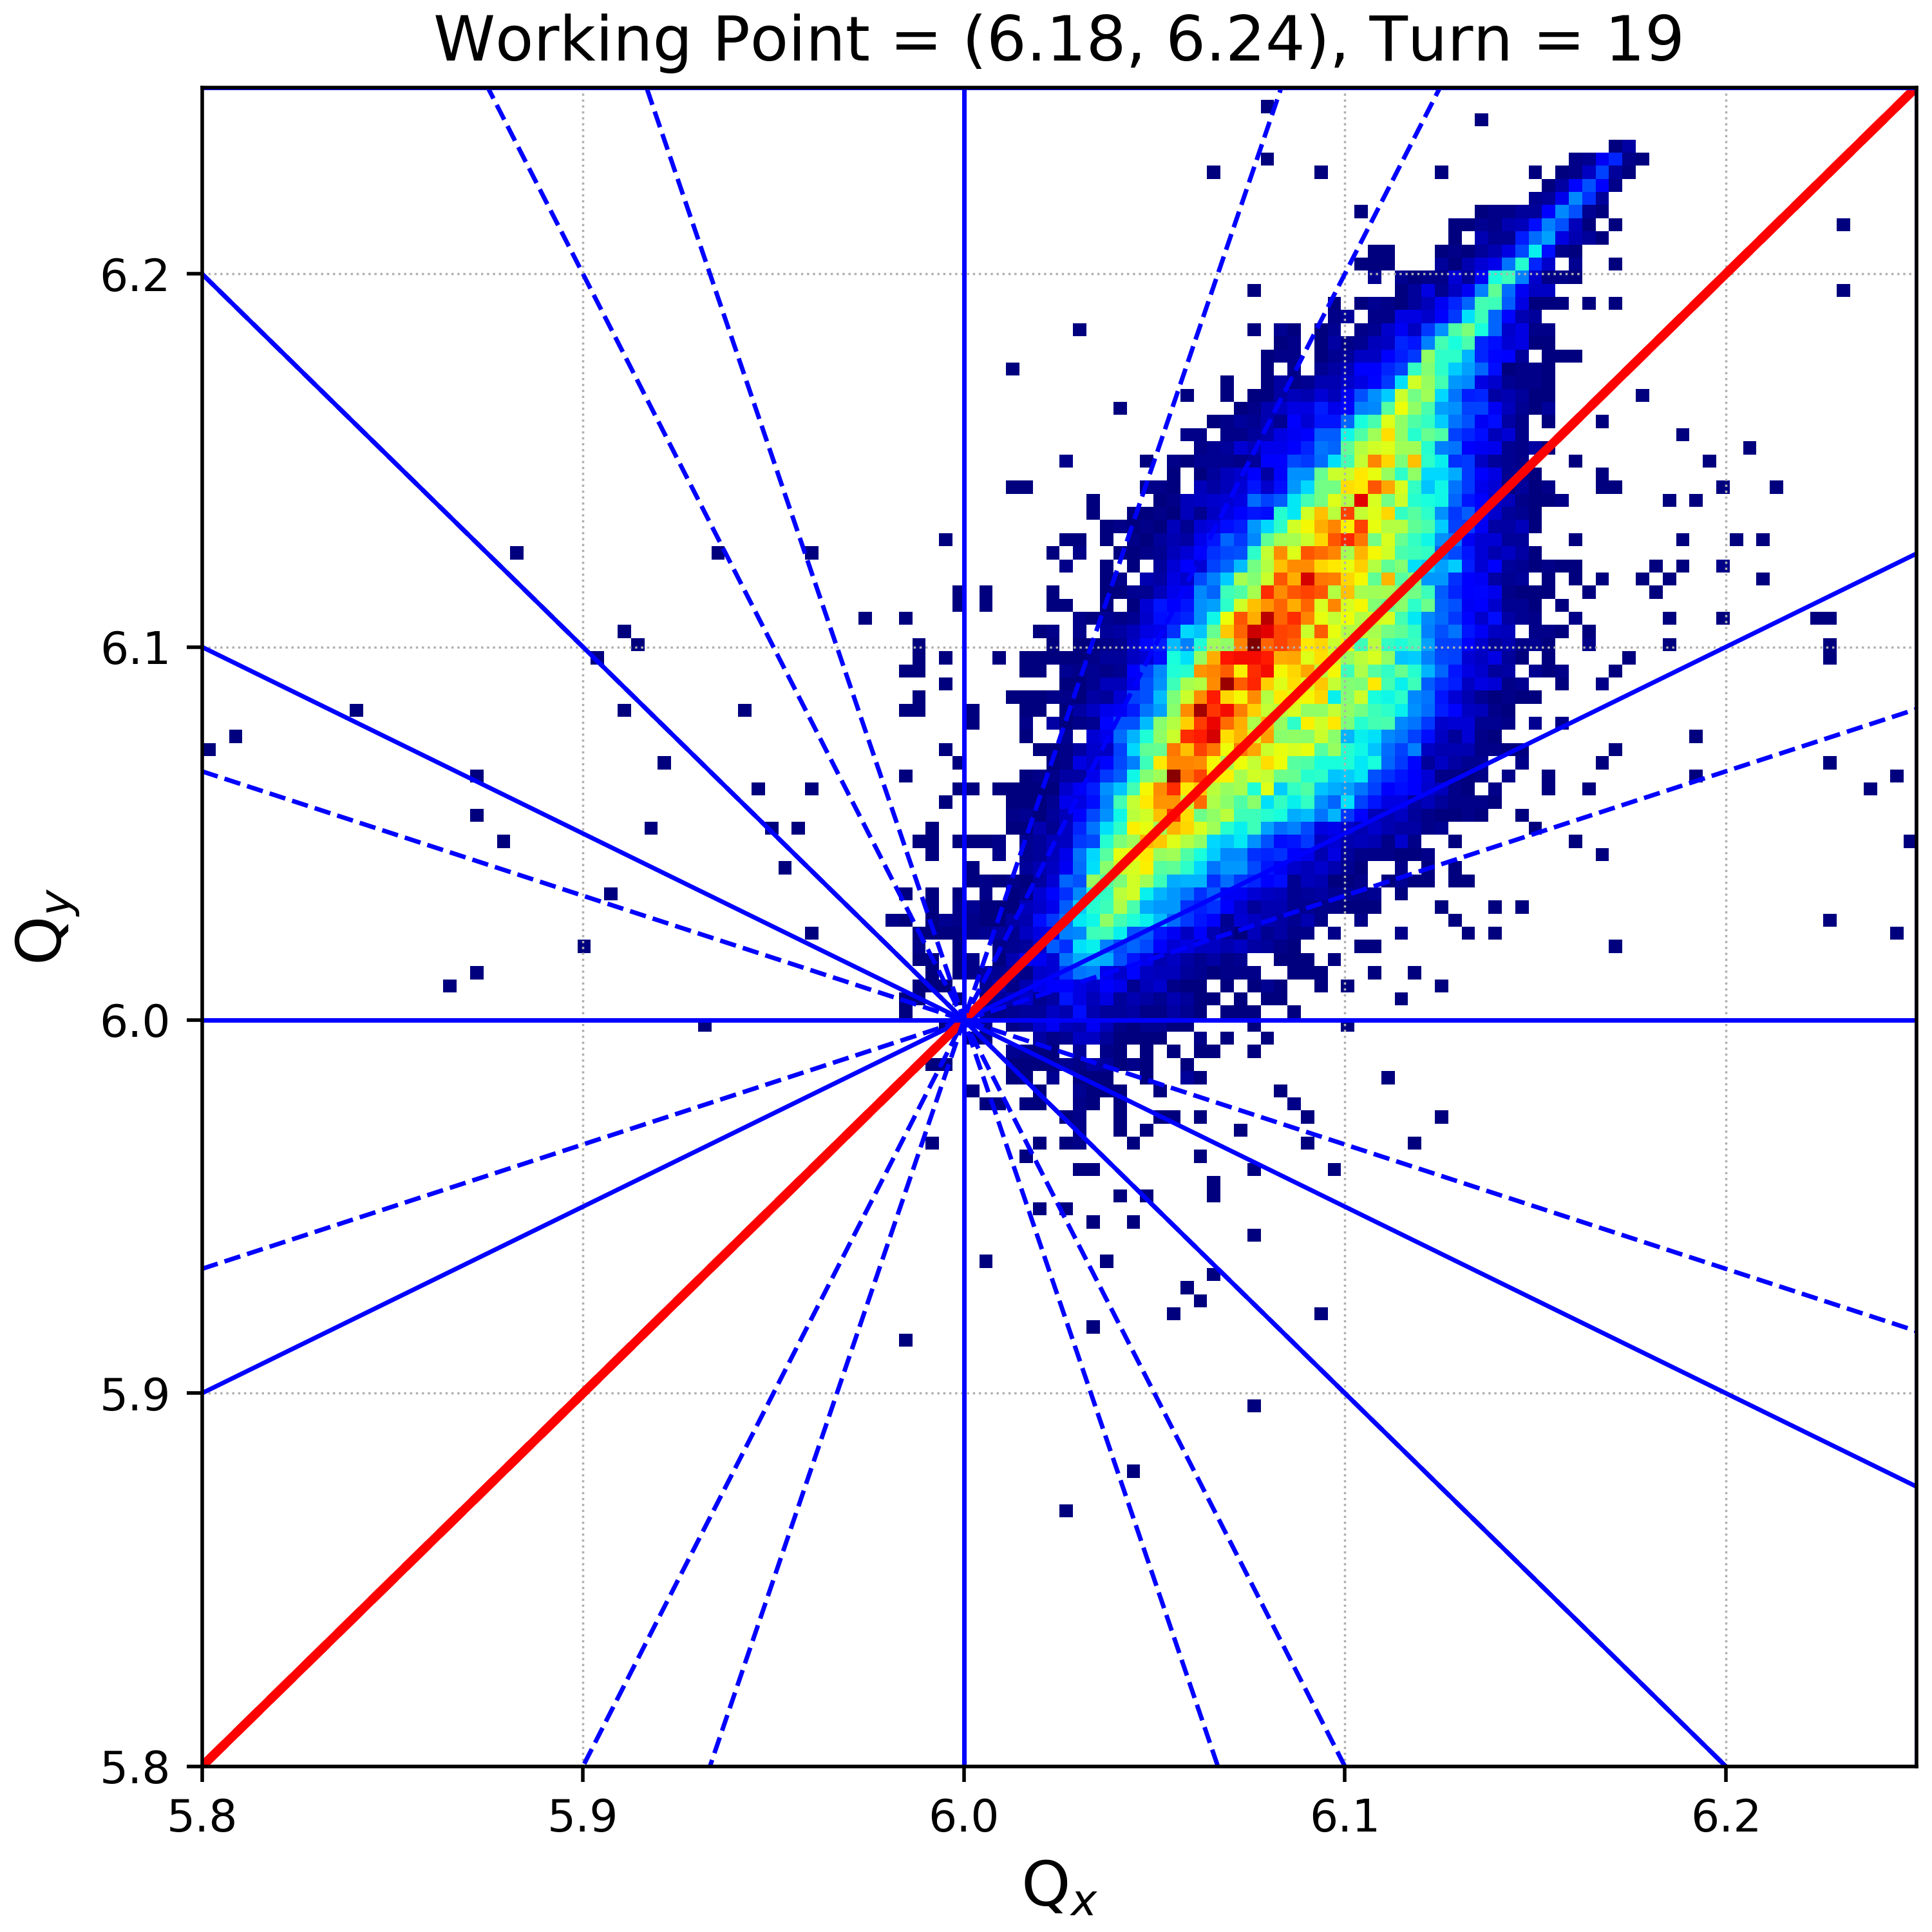 Working Point = (6.18, 6.24), Turn = 19
6.2
6.1
6.0
5.9
5.8
Qy
5.8 5.9 6.0 6.1 6.2
Qx